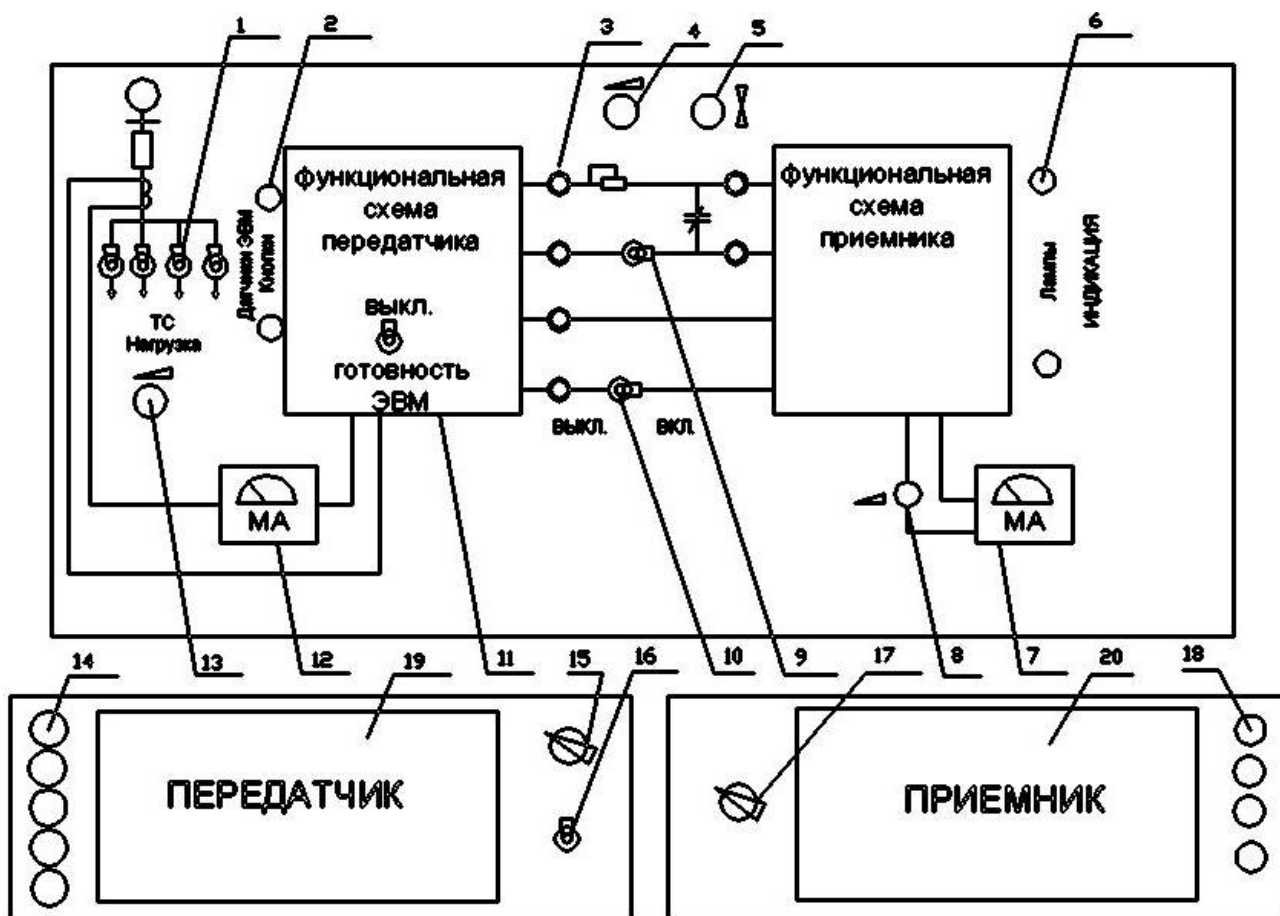 1
2
3
4
5
6
функциональная
схема
передатчика
ВЫКЛ.
готовность
ЭВМ
Датчики ЭВМ
Кнопки
ТС
Нагрузка
функциональная
схема
приемника
Лампы
ИНДИКАЦИЯ
ВЫКЛ.
ВКЛ.
МА
МА
14
13
12
19
11
15
16
10
9
17
8
7
20
18
ПЕРЕДАТЧИК
ПРИЕМНИК